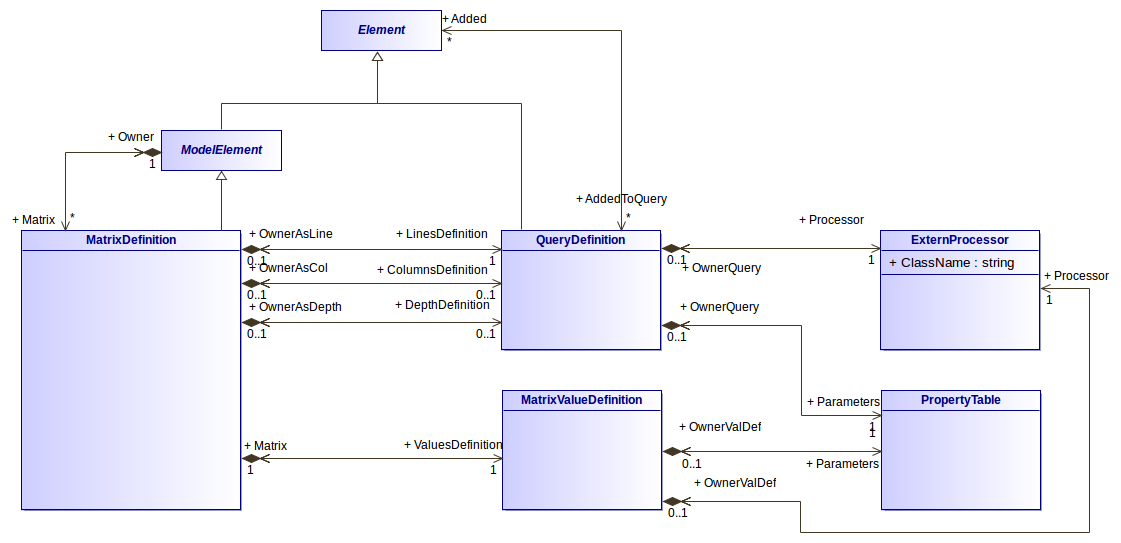 + Added
Element
*
+ Owner
ModelElement
1
+ AddedToQuery
+ Matrix
*
*
+ Processor
MatrixDefinition
+ OwnerAsLine
+ LinesDefinition
QueryDefinition
ExternProcessor
0..1
1
0..1
1
+ ClassName : string
+ OwnerAsCol
+ ColumnsDefinition
+ OwnerQuery
+ Processor
0..1
0..1
1
+ OwnerAsDepth
+ DepthDefinition
+ OwnerQuery
0..1
0..1
0..1
MatrixValueDefinition
+ Parameters
PropertyTable
1
+ OwnerValDef
1
+ Matrix
+ ValuesDefinition
1
1
0..1
+ Parameters
+ OwnerValDef
0..1